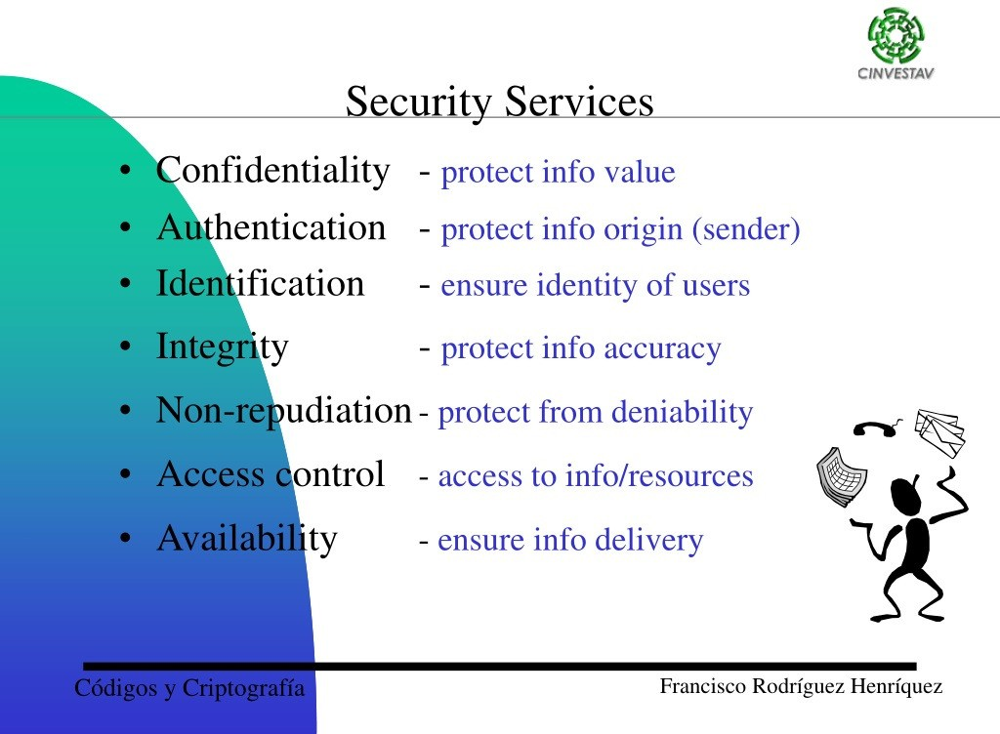 CINVESTAV
Security Services
• Confidentiality - protect info value
• Authentication - protect info origin (sender)
• Identification - ensure identity of users
• Integrity - protect info accuracy
• Non-repudiation - protect from deniability
• Access control - access to info/resources
• Availability - ensure info delivery
Códigos y Criptografía Francisco Rodríguez Henríquez